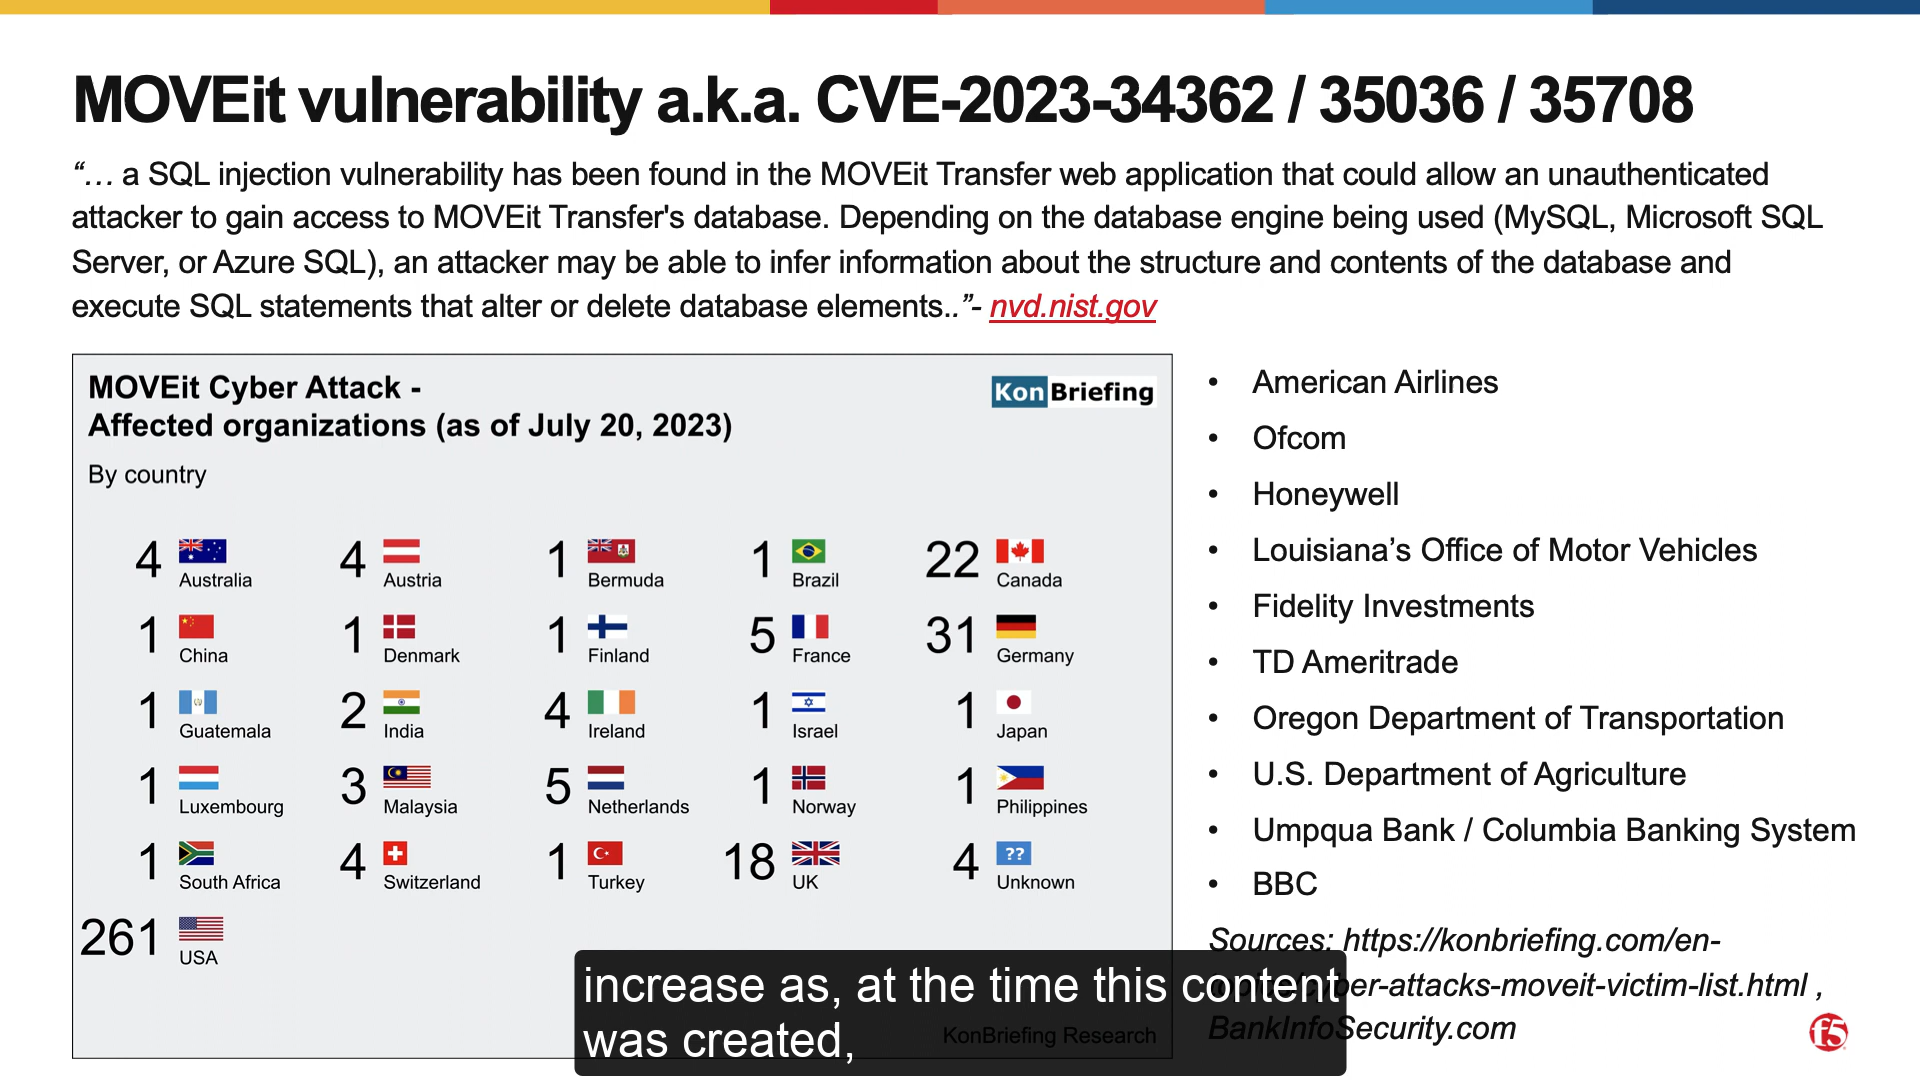 MOVEit vulnerability a.k.a. CVE-2023-34362 / 35036 / 35708
“… a SQL injection vulnerability has been found in the MOVEit Transfer web application that could allow an unauthenticated
attacker to gain access to MOVEit Transfer's database. Depending on the database engine being used (MySQL, Microsoft SQL
Server, or Azure SQL), an attacker may be able to infer information about the structure and contents of the database and
execute SQL statements that alter or delete database elements..”- nvd.nist.gov
MOVEit Cyber Attack -
Affected organizations (as of July 20, 2023)
KonBriefing
By country
4 Australia
4 Austria
1 Bermuda
1 Brazil
22 Canada
1 China
1 Denmark
1 Finland
5 France
31 Germany
1 Guatemala
2 India
4 Ireland
1 Israel
1 Japan
1 Luxembourg
3 Malaysia
5 Netherlands
1 Norway
1 Philippines
1 South Africa
4 Switzerland
1 Turkey
18 UK
4 ?? Unknown
261 USA
KonBriefing Research
• American Airlines
• Ofcom
• Honeywell
• Louisiana’s Office of Motor Vehicles
• Fidelity Investments
• TD Ameritrade
• Oregon Department of Transportation
• U.S. Department of Agriculture
• Umpqua Bank / Columbia Banking System
• BBC
Sources: https://konbriefing.com/en-
er-attacks-moveit-victim-list.html ,
BankInfoSecurity.com
f5
increase as, at the time this content
was created,